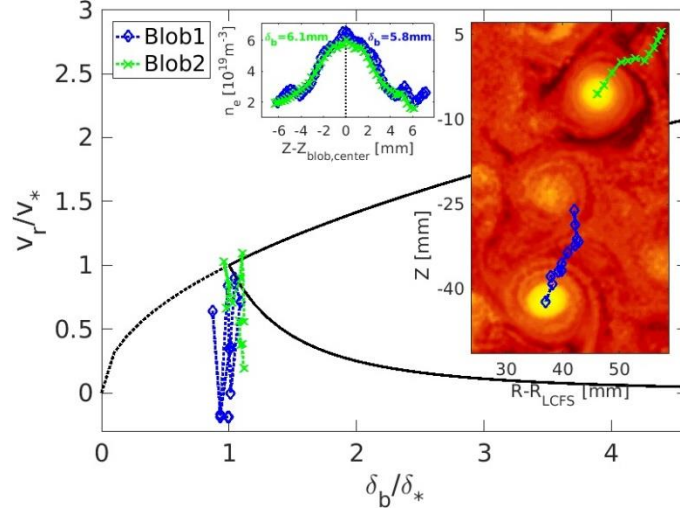 Blob1
Blob2
3
2.5
2
1.5
1
0.5
0
0 1 2 3 4
v_r/v_*
δ_b/δ_*
δ_b=6.1mm
δ_b=5.8mm
n_e [10^19 m^-3]
6
4
2
-6 -4 -2 0 2 4 6
Z-Z_blob,center [mm]
5
-10
-25
-40
Z [mm]
30 40 50
R-R_LCFS [mm]